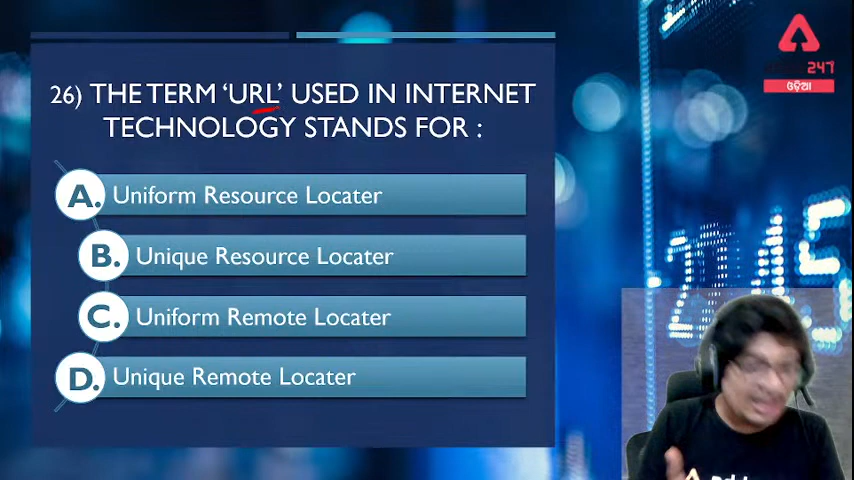 26) THE TERM ‘URL’ USED IN INTERNET
TECHNOLOGY STANDS FOR :
A. Uniform Resource Locater
B. Unique Resource Locater
C. Uniform Remote Locater
D. Unique Remote Locater
247
ଓଡ଼ିଆ